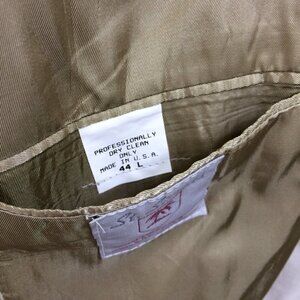 PROFESSIONALLY
DRY CLEAN
ONLY
MADE IN U.S.A.
44 L